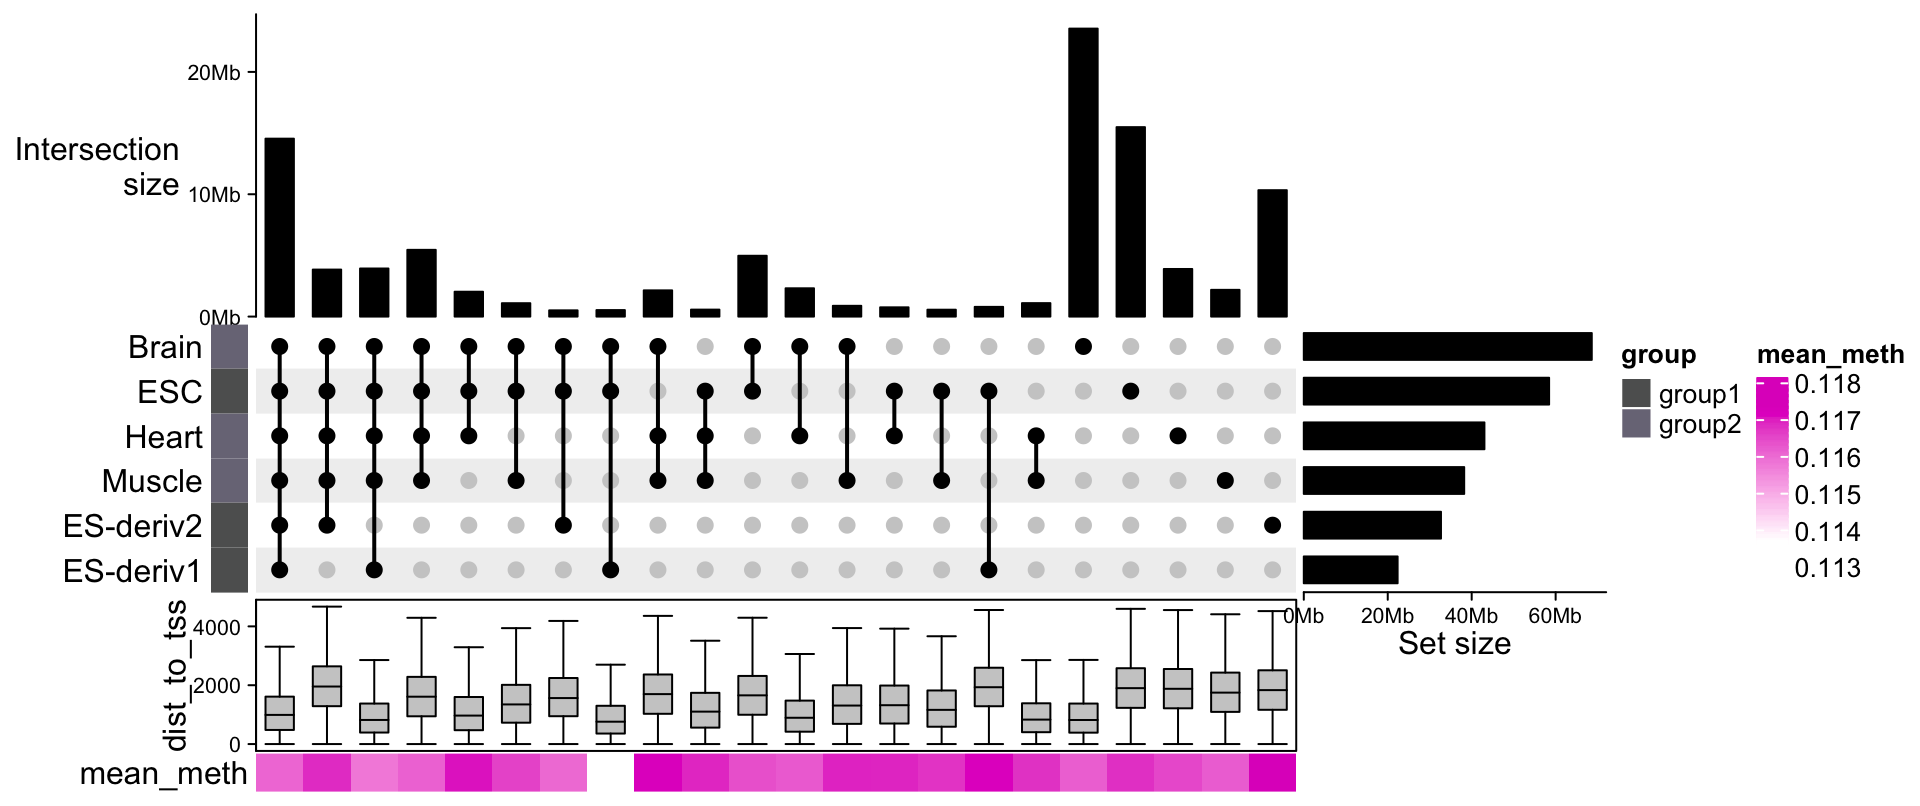 20Mb
Intersection
size
10Mb
0Mb
Brain
ESC
Heart
Muscle
ES-deriv2
ES-deriv1
group
group1
group2
mean_meth
0.118
0.117
0.116
0.115
0.114
0.113
0Mb 20Mb 40Mb 60Mb
Set size
dist_to_tss
4000
2000
0
mean_meth